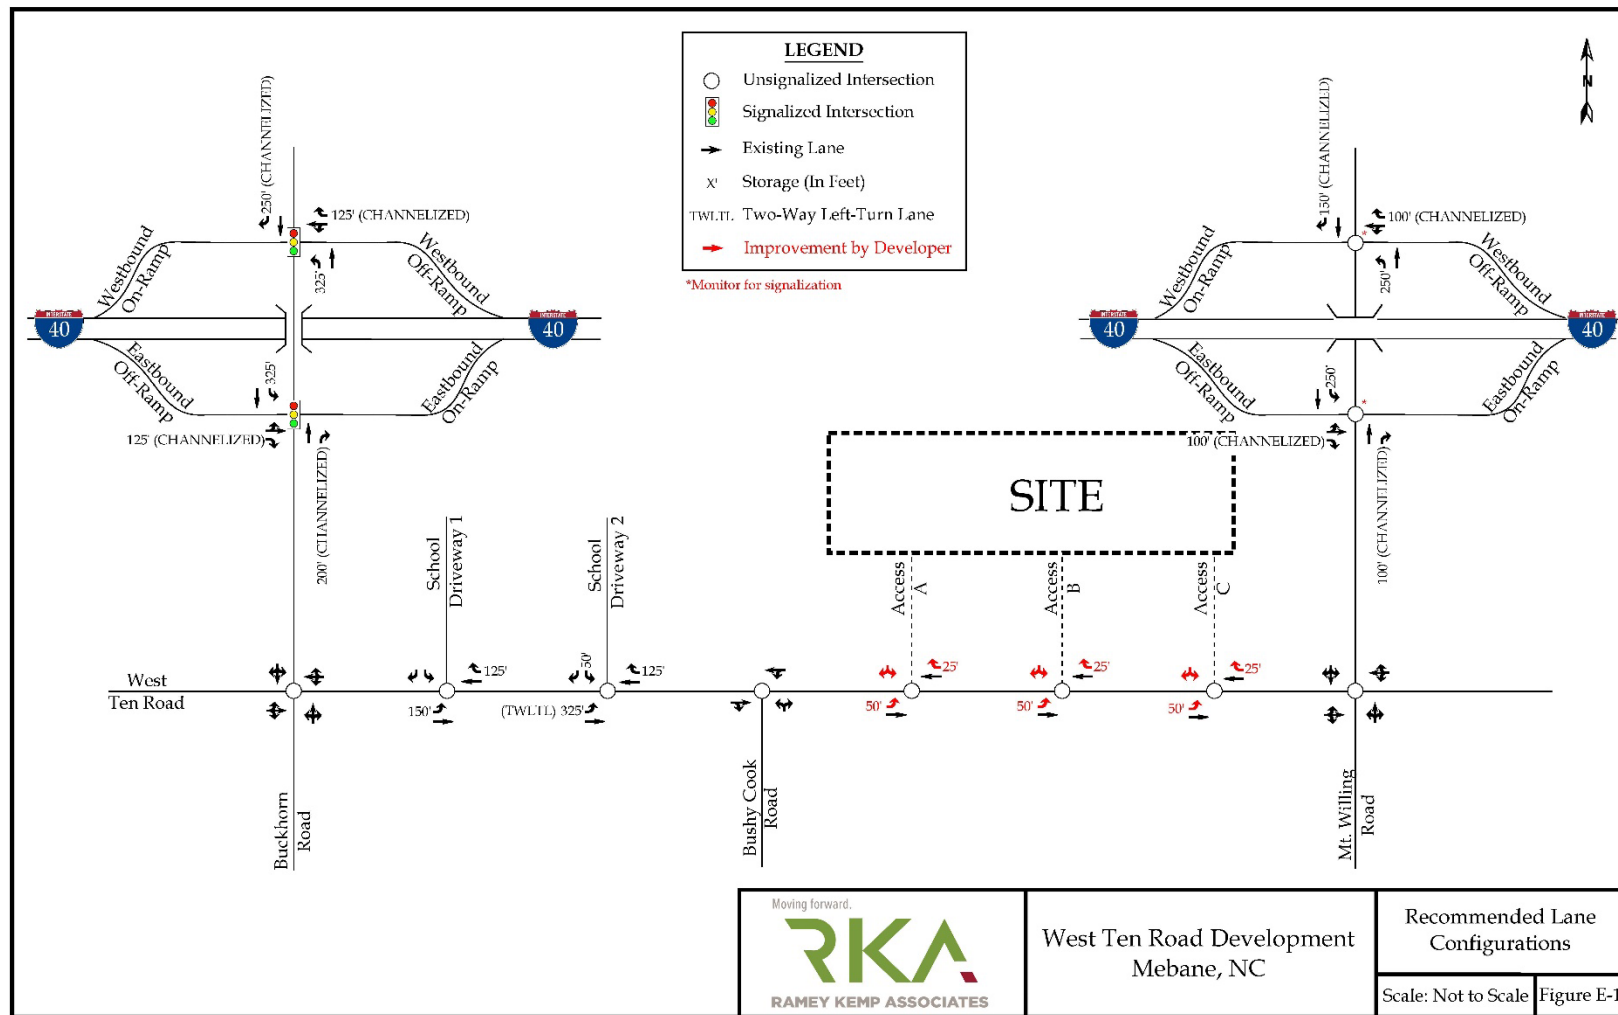 LEGEND
Unsignalized Intersection
Signalized Intersection
Existing Lane
X' Storage (In Feet)
TWLTL Two-Way Left-Turn Lane
Improvement by Developer
*Monitor for signalization
N
250' (CHANNELIZED)
125' (CHANNELIZED)
325'
Westbound
On-Ramp
Westbound
Off-Ramp
INTERSTATE
40
INTERSTATE
40
Eastbound
Off-Ramp
325'
Eastbound
On-Ramp
125' (CHANNELIZED)
200' (CHANNELIZED)
150' (CHANNELIZED)
*
100' (CHANNELIZED)
250'
Westbound
On-Ramp
Westbound
Off-Ramp
INTERSTATE
40
INTERSTATE
40
Eastbound
Off-Ramp
250'
*
Eastbound
On-Ramp
100' (CHANNELIZED)
100' (CHANNELIZED)
SITE
School
Driveway 1
School
Driveway 2
Access
A
Access
B
Access
C
West
Ten Road
125'
150'
50'
125'
(TWLTL) 325'
25'
50'
25'
50'
25'
50'
Buckhorn
Road
Bushy Cook
Road
Mt. Willing
Road
Moving forward.
RKA
RAMEY KEMP ASSOCIATES
West Ten Road Development
Mebane, NC
Recommended Lane
Configurations
Scale: Not to Scale
Figure E-1